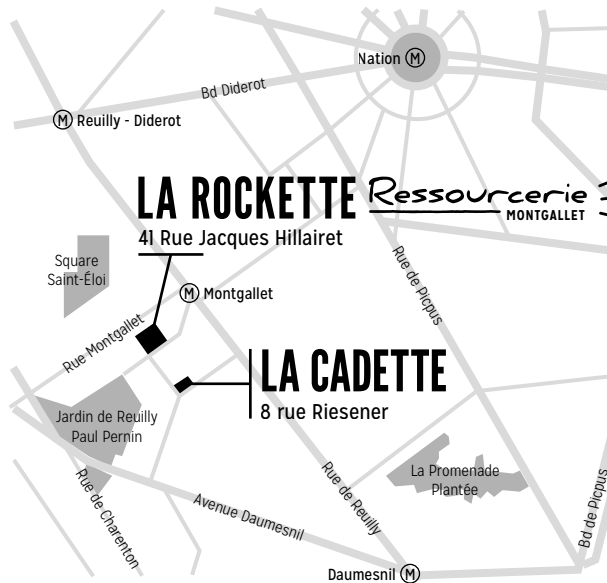 Nation M
Bd Diderot
M Reuilly - Diderot
LA ROCKETTE Ressourcerie
MONTGALLET
41 Rue Jacques Hillairet
Square
Saint-Éloi
Rue de Picpus
M Montgallet
Rue Montgallet
LA CADETTE
8 rue Riesener
Jardin de Reuilly
Paul Pernin
La Promenade
Plantée
Rue de Charenton
Rue de Reuilly
Avenue Daumesnil
Bd de Picpus
Daumesnil M